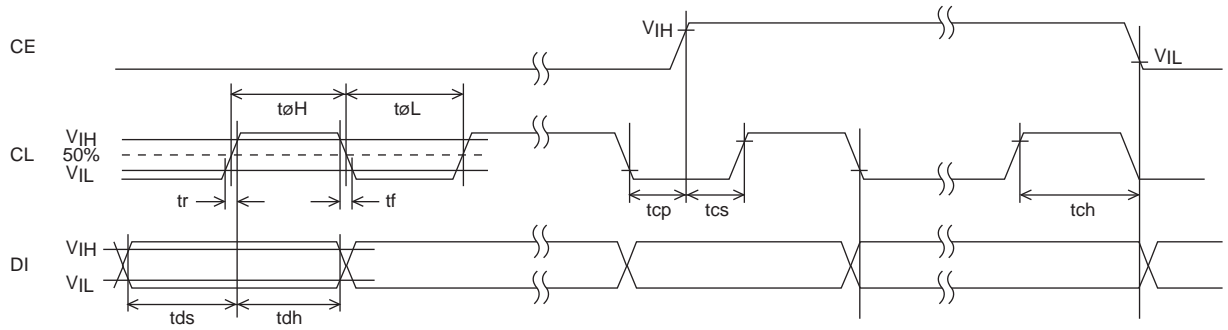 CE
VIH
VIL
tøH
tøL
CL
VIH
50%
VIL
tr
tf
tcp
tcs
tch
DI
VIH
VIL
tds
tdh